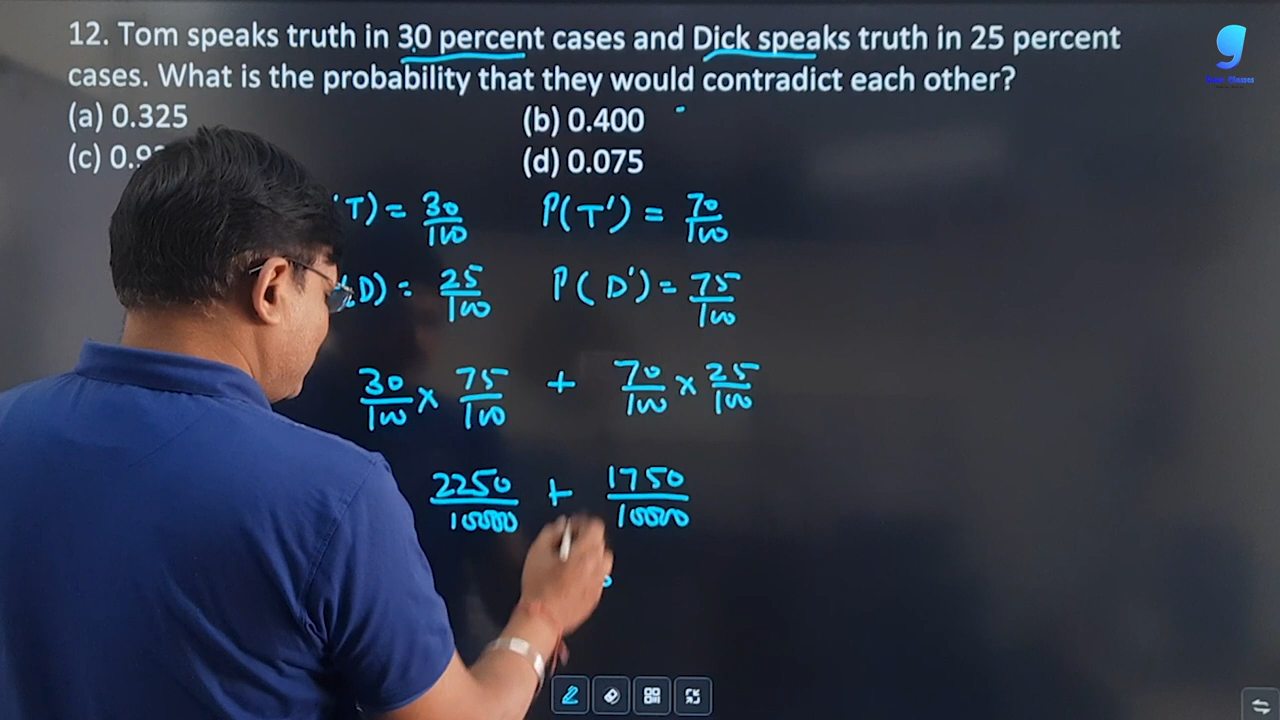 12. Tom speaks truth in 30 percent cases and Dick speaks truth in 25 percent
cases. What is the probability that they would contradict each other?
(a) 0.325 (b) 0.400
(c) 0.9 (d) 0.075
T) = 30/100 P(T') = 70/100
D) = 25/100 P(D') = 75/100
30/100 × 75/100 + 70/100 × 25/100
2250/10000 + 1750/10000